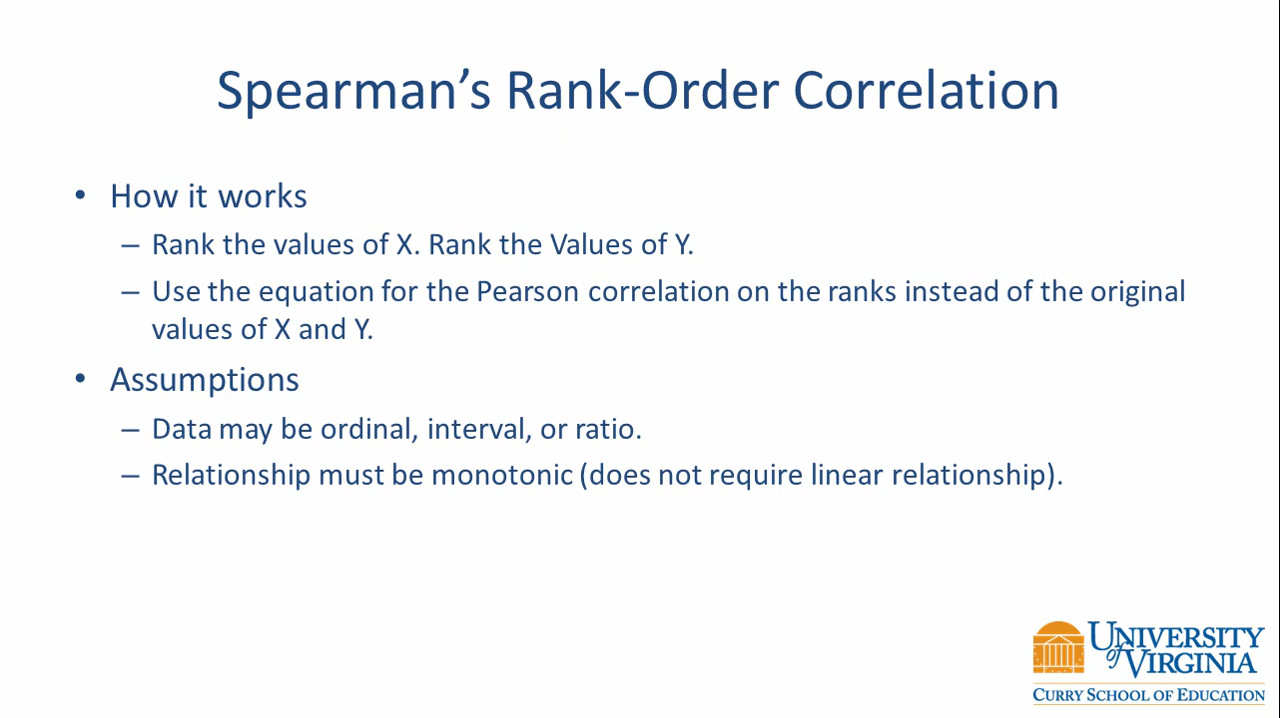 Spearman’s Rank-Order Correlation
• How it works
– Rank the values of X. Rank the Values of Y.
– Use the equation for the Pearson correlation on the ranks instead of the original
values of X and Y.
• Assumptions
– Data may be ordinal, interval, or ratio.
– Relationship must be monotonic (does not require linear relationship).
UNIVERSITY
of VIRGINIA
CURRY SCHOOL OF EDUCATION